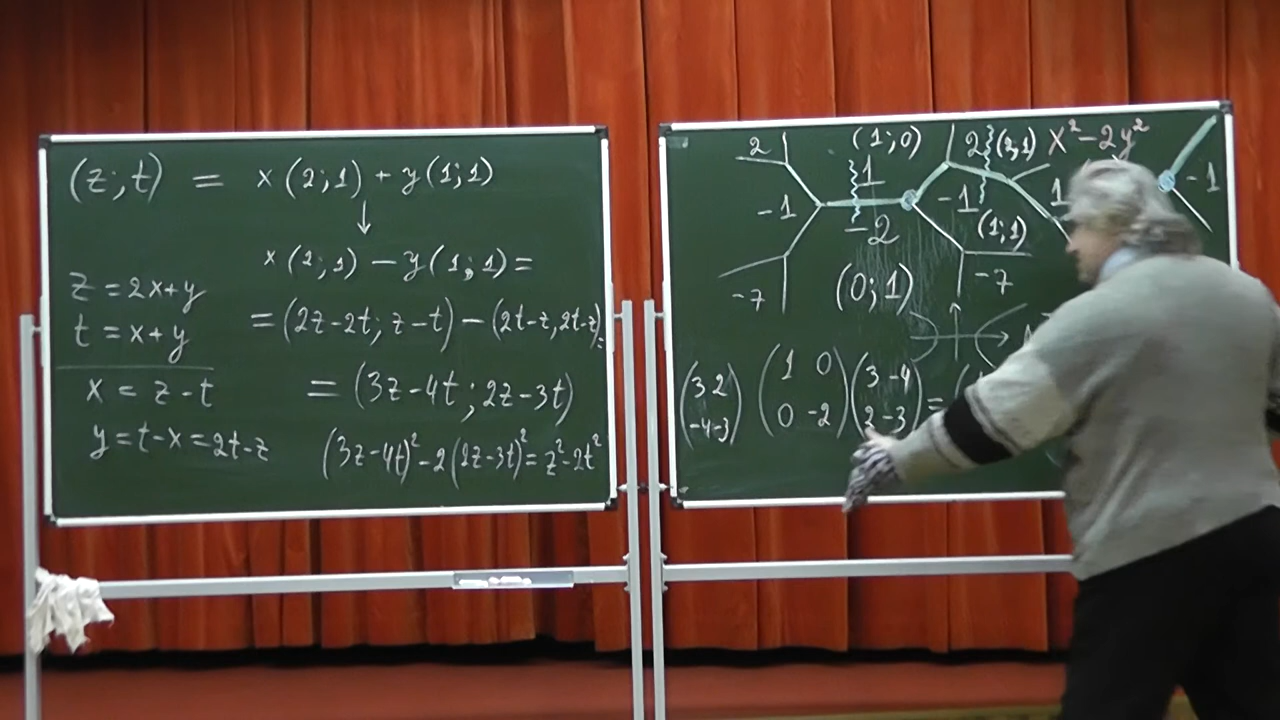 (z;t) = x(2;1) + y(1;1)
↓
x(2;1) – y(1;1) =
z = 2x+y
t = x+y
= (2z-2t; z-t) – (2t-z, 2t-z) =
x = z-t
= (3z-4t; 2z-3t)
y = t-x = 2t-z
(3z-4t)² - 2(2z-3t)² = z² - 2t²
2 (1;0) 2 (2;1) x² - 2y²
1
-1 -1 1 -1
-2 (1;1)
-7 (0;1) -7
(3 2 / -4 -3) (1 0 / 0 -2) (3 -4 / 2 -3) = (